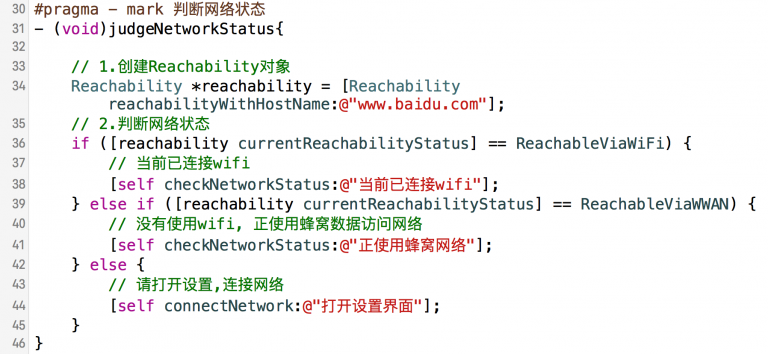 30 #pragma - mark 判断网络状态
31 - (void)judgeNetworkStatus{
32
33 // 1.创建Reachability对象
34 Reachability *reachability = [Reachability
reachabilityWithHostName:@"www.baidu.com"];
35 // 2.判断网络状态
36 if ([reachability currentReachabilityStatus] == ReachableViaWiFi) {
37 // 当前已连接wifi
38 [self checkNetworkStatus:@"当前已连接wifi"];
39 } else if ([reachability currentReachabilityStatus] == ReachableViaWWAN) {
40 // 没有使用wifi, 正使用蜂窝数据访问网络
41 [self checkNetworkStatus:@"正使用蜂窝网络"];
42 } else {
43 // 请打开设置,连接网络
44 [self connectNetwork:@"打开设置界面"];
45 }
46 }